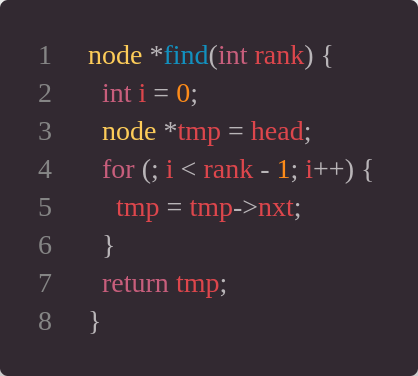 1 node *find(int rank) {
2   int i = 0;
3   node *tmp = head;
4   for (; i < rank - 1; i++) {
5     tmp = tmp->nxt;
6   }
7   return tmp;
8 }